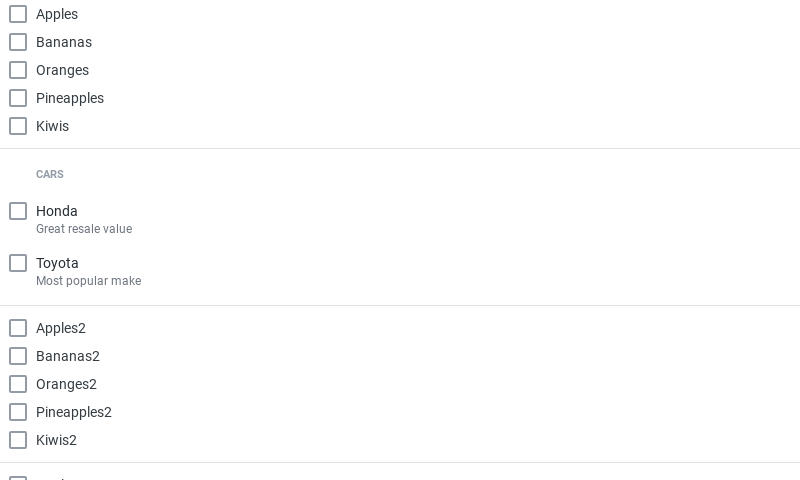 Apples
Bananas
Oranges
Pineapples
Kiwis
CARS
Honda
Great resale value
Toyota
Most popular make
Apples2
Bananas2
Oranges2
Pineapples2
Kiwis2